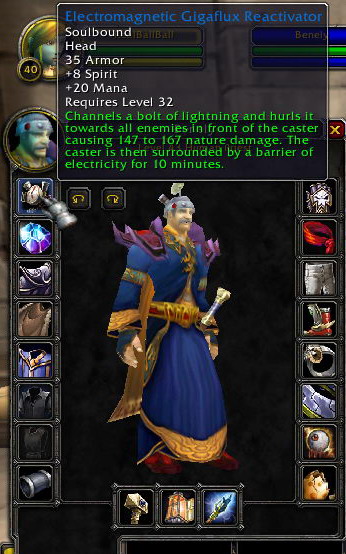 Electromagnetic Gigaflux Reactivator
Soulbound
Head
35 Armor
+8 Spirit
+20 Mana
Requires Level 32
Channels a bolt of lightning and hurls it
towards all enemies in front of the caster
causing 147 to 167 nature damage. The
caster is then surrounded by a barrier of
electricity for 10 minutes.
40